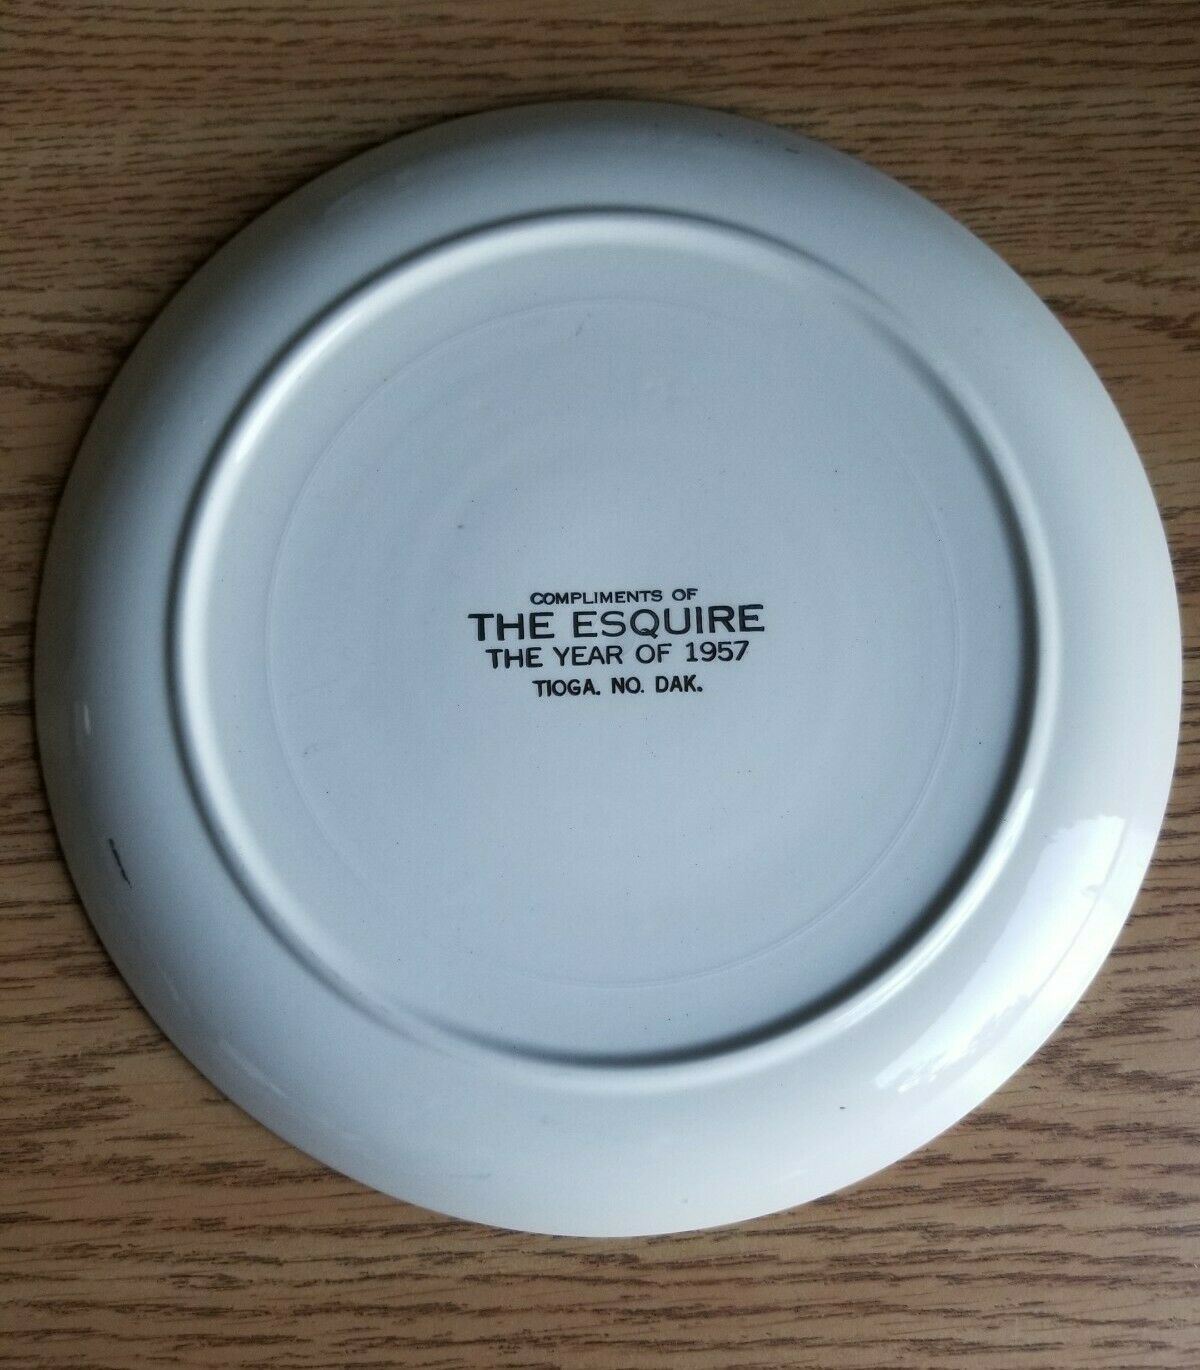 COMPLIMENTS OF
THE ESQUIRE
THE YEAR OF 1957
TIOGA. NO. DAK.